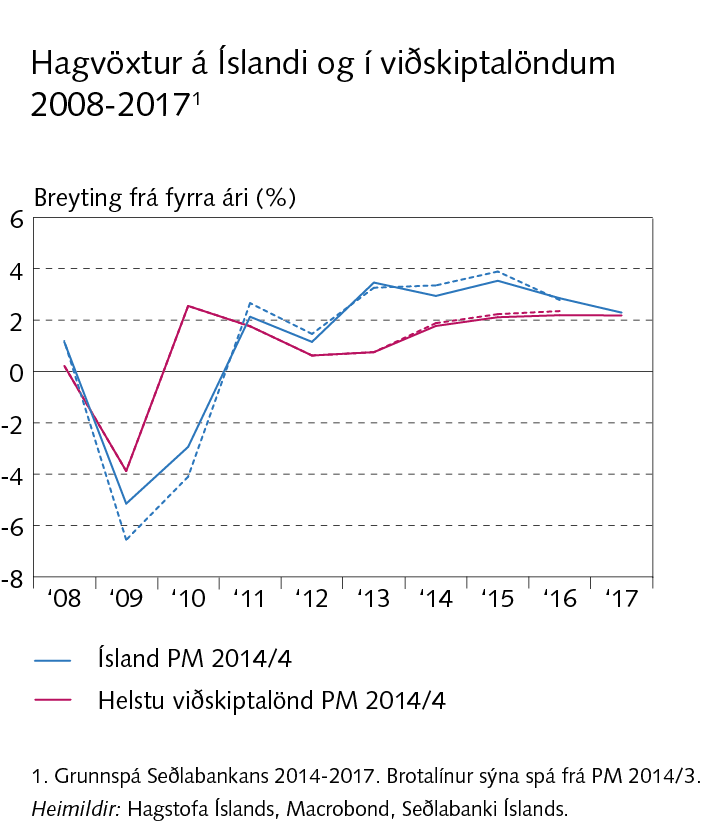 Hagvöxtur á Íslandi og í viðskiptalöndum
2008-2017¹
Breyting frá fyrra ári (%)
6
4
2
0
-2
-4
-6
-8
‘08 ‘09 ‘10 ‘11 ‘12 ‘13 ‘14 ‘15 ‘16 ‘17
Ísland PM 2014/4
Helstu viðskiptalönd PM 2014/4
1. Grunnspá Seðlabankans 2014-2017. Brotalínur sýna spá frá PM 2014/3.
Heimildir: Hagstofa Íslands, Macrobond, Seðlabanki Íslands.